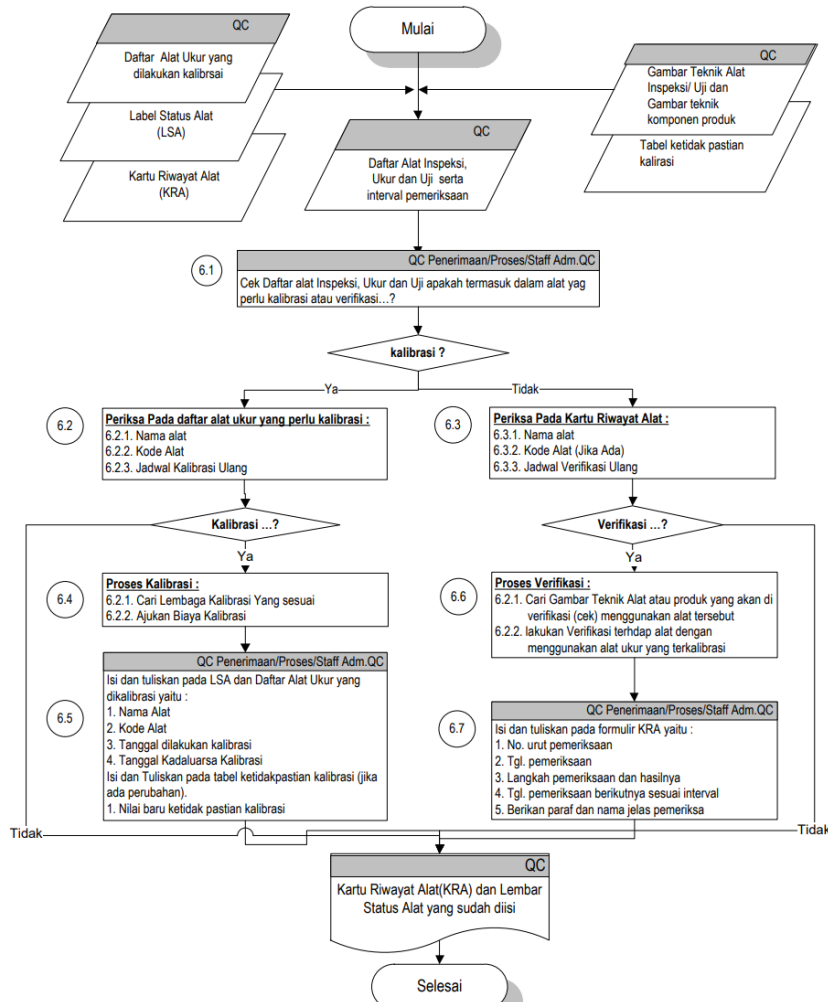 Mulai
QC
Daftar Alat Ukur yang
dilakukan kalibrsai
Label Status Alat
(LSA)
Kartu Riwayat Alat
(KRA)
QC
Gambar Teknik Alat
Inspeksi/ Uji dan
Gambar teknik
komponen produk
Tabel ketidak pastian
kalirasi
QC
Daftar Alat Inspeksi,
Ukur dan Uji serta
interval pemeriksaan
6.1
QC Penerimaan/Proses/Staff Adm.QC
Cek Daftar alat Inspeksi, Ukur dan Uji apakah termasuk dalam alat yag
perlu kalibrasi atau verifikasi…?
kalibrasi ?
Ya
Tidak
6.2
Periksa Pada daftar alat ukur yang perlu kalibrasi :
6.2.1. Nama alat
6.2.2. Kode Alat
6.2.3. Jadwal Kalibrasi Ulang
6.3
Periksa Pada Kartu Riwayat Alat :
6.3.1. Nama alat
6.3.2. Kode Alat (Jika Ada)
6.3.3. Jadwal Verifikasi Ulang
Kalibrasi …?
Verifikasi …?
Ya
Ya
6.4
Proses Kalibrasi :
6.2.1. Cari Lembaga Kalibrasi Yang sesuai
6.2.2. Ajukan Biaya Kalibrasi
6.6
Proses Verifikasi :
6.2.1. Cari Gambar Teknik Alat atau produk yang akan di
verifikasi (cek) menggunakan alat tersebut
6.2.2. lakukan Verifikasi terhdap alat dengan
menggunakan alat ukur yang terkalibrasi
6.5
QC Penerimaan/Proses/Staff Adm.QC
Isi dan tuliskan pada LSA dan Daftar Alat Ukur yang
dikalibrasi yaitu :
1. Nama Alat
2. Kode Alat
3. Tanggal dilakukan kalibrasi
4. Tanggal Kadaluarsa Kalibrasi
Isi dan Tuliskan pada tabel ketidakpastian kalibrasi (jika
ada perubahan).
1. Nilai baru ketidak pastian kalibrasi
6.7
QC Penerimaan/Proses/Staff Adm.QC
Isi dan tuliskan pada formulir KRA yaitu :
1. No. urut pemeriksaan
2. Tgl. pemeriksaan
3. Langkah pemeriksaan dan hasilnya
4. Tgl. pemeriksaan berikutnya sesuai interval
5. Berikan paraf dan nama jelas pemeriksa
Tidak
Tidak
QC
Kartu Riwayat Alat(KRA) dan Lembar
Status Alat yang sudah diisi
Selesai